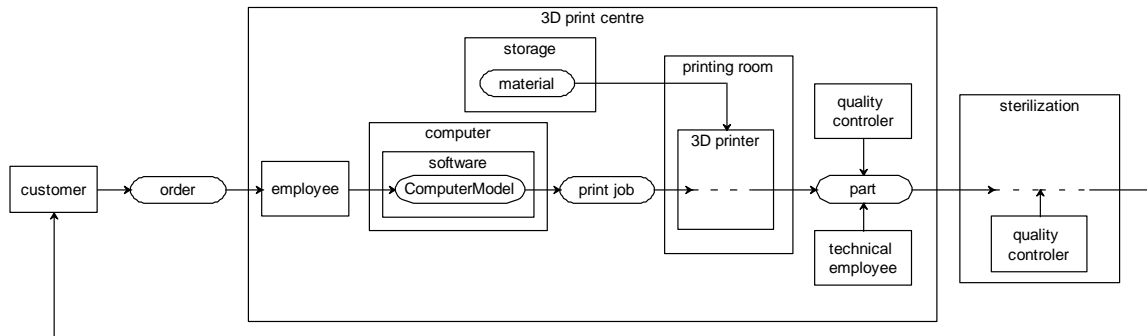 3D print centre
storage
material
printing room
3D printer
quality
controler
sterilization
computer
software
ComputerModel
customer
order
employee
print job
part
technical
employee
quality
controler